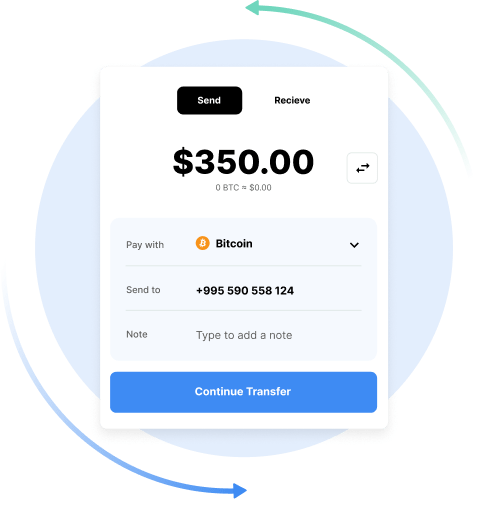 Send Recieve
$350.00
0 BTC ≈ $0.00
Pay with Bitcoin
Send to +995 590 558 124
Note Type to add a note
Continue Transfer